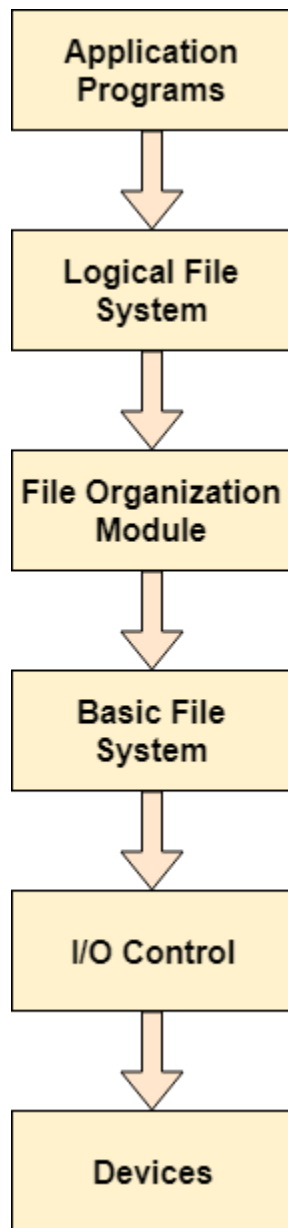 Application
Programs
Logical File
System
File Organization
Module
Basic File
System
I/O Control
Devices